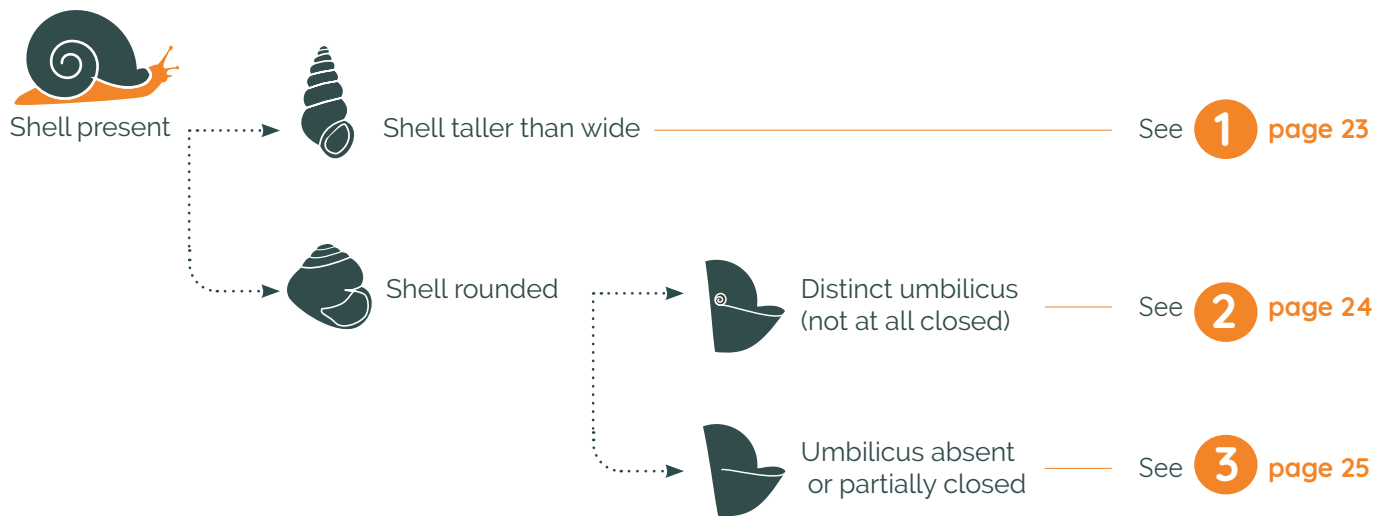 Shell present
Shell taller than wide
See 1 page 23
Shell rounded
Distinct umbilicus
(not at all closed)
See 2 page 24
Umbilicus absent
or partially closed
See 3 page 25